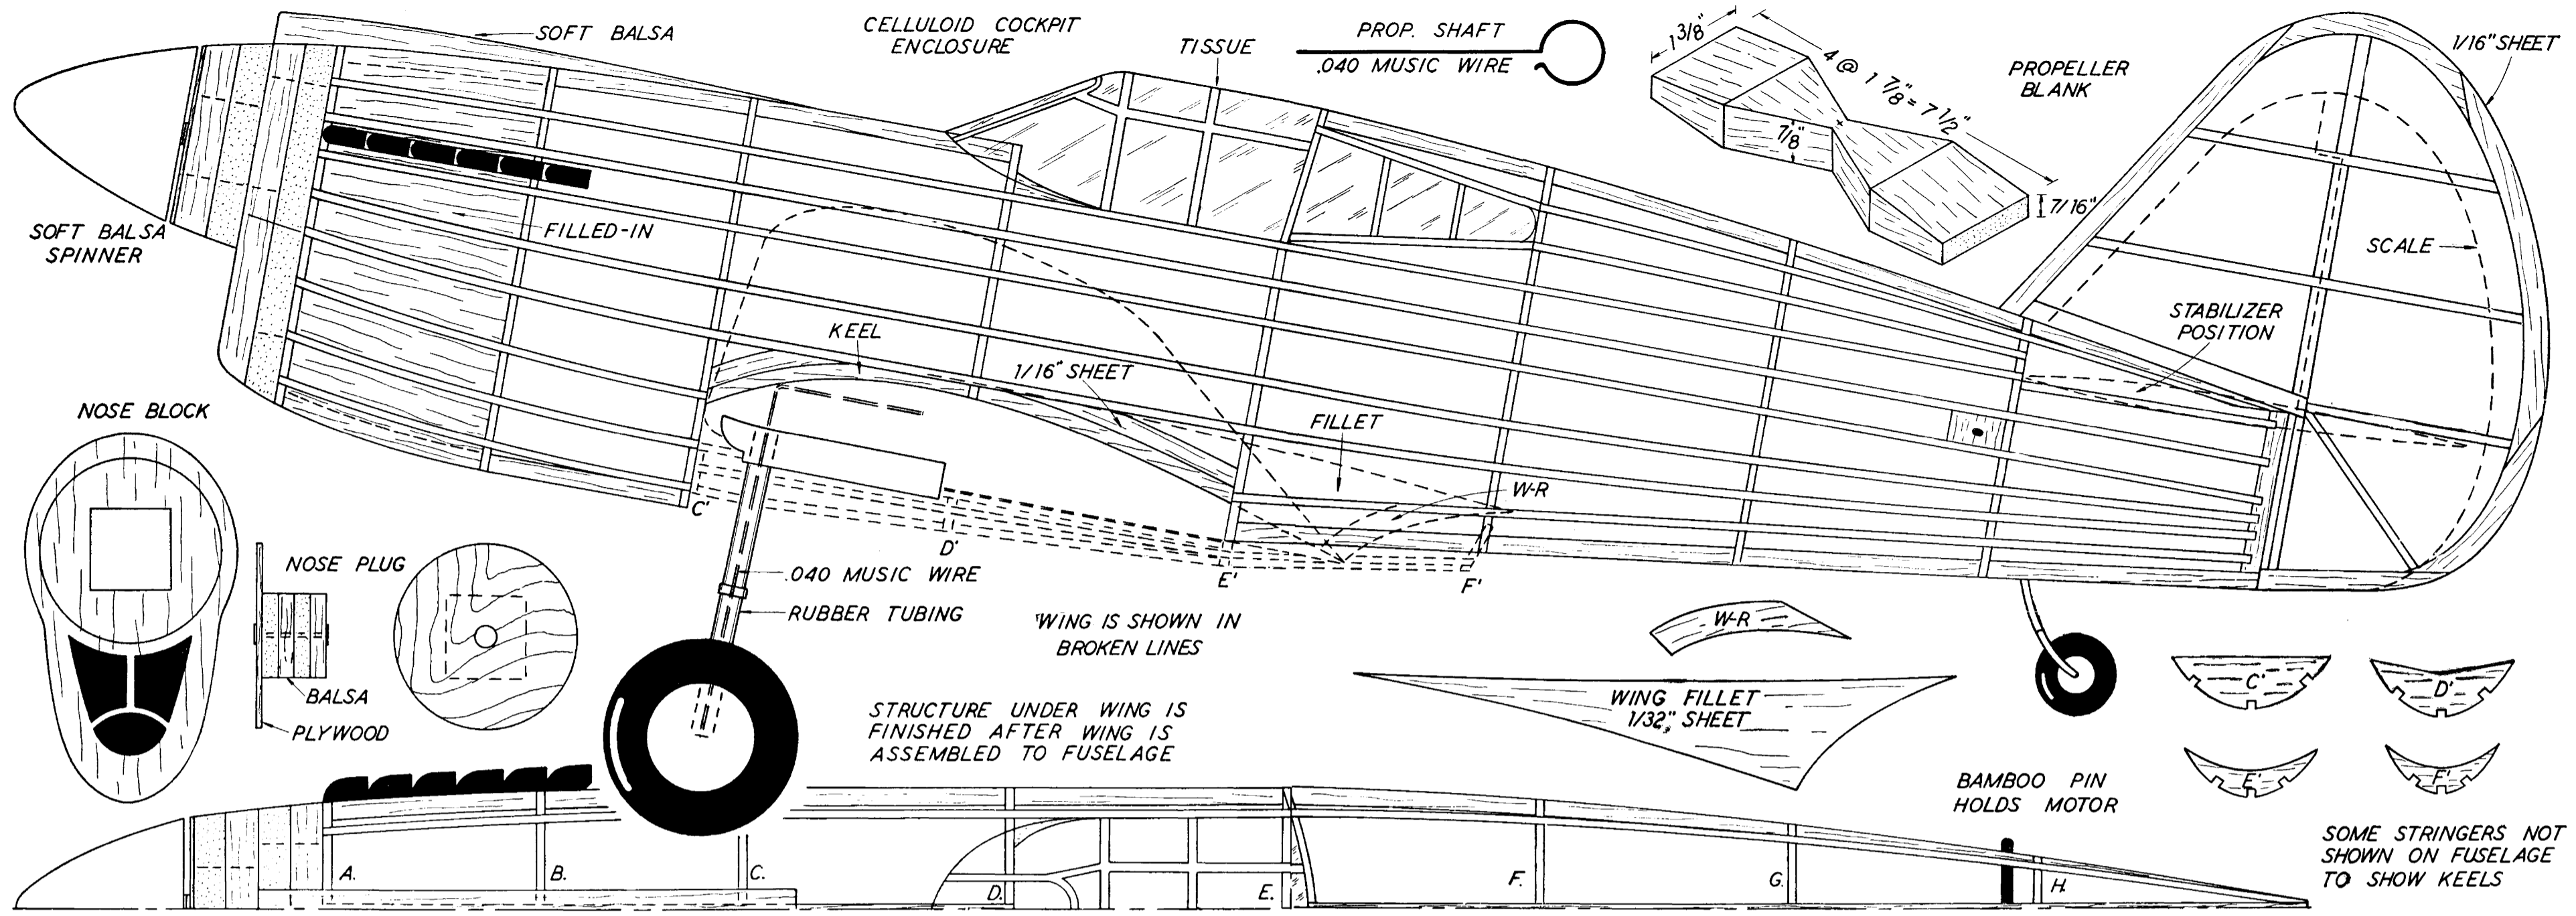 SOFT BALSA
CELLULOID COCKPIT
ENCLOSURE
TISSUE
PROP. SHAFT
.040 MUSIC WIRE
1 3/8"
4 @ 1 7/8" = 7 1/2"
7/8"
7/16"
PROPELLER
BLANK
1/16" SHEET
SCALE
STABILIZER
POSITION
SOFT BALSA
SPINNER
FILLED-IN
KEEL
1/16" SHEET
FILLET
W-R
C'
D'
E'
F'
NOSE BLOCK
NOSE PLUG
BALSA
PLYWOOD
.040 MUSIC WIRE
RUBBER TUBING
WING IS SHOWN IN
BROKEN LINES
STRUCTURE UNDER WING IS
FINISHED AFTER WING IS
ASSEMBLED TO FUSELAGE
W-R
WING FILLET
1/32" SHEET
C'
D'
E'
F'
BAMBOO PIN
HOLDS MOTOR
SOME STRINGERS NOT
SHOWN ON FUSELAGE
TO SHOW KEELS
A.
B.
C.
D.
E.
F.
G.
H.